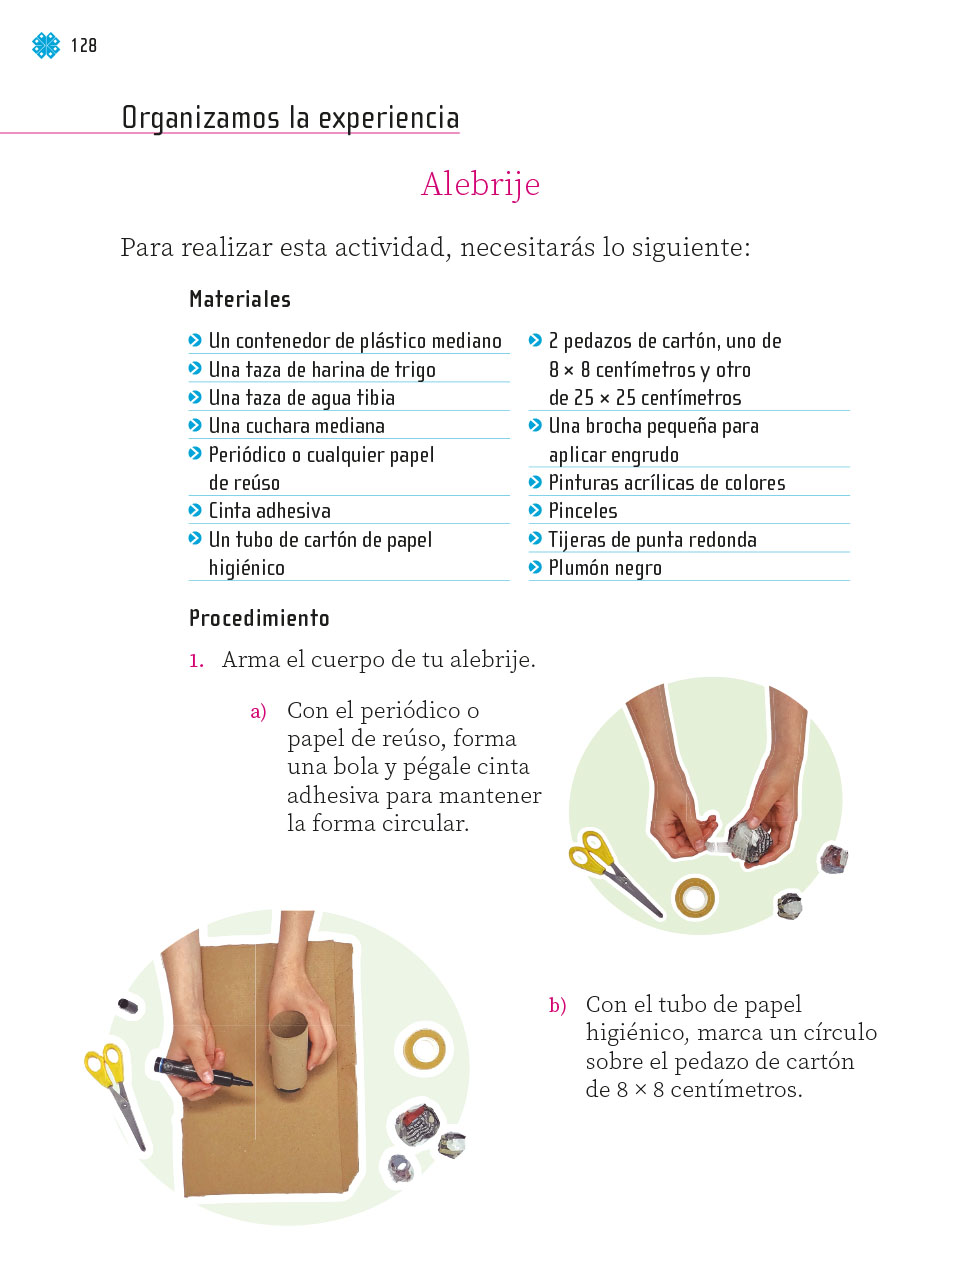 128
Organizamos la experiencia
Alebrije
Para realizar esta actividad, necesitarás lo siguiente:
Materiales
Un contenedor de plástico mediano
Una taza de harina de trigo
Una taza de agua tibia
Una cuchara mediana
Periódico o cualquier papel
de reúso
Cinta adhesiva
Un tubo de cartón de papel
higiénico
2 pedazos de cartón, uno de
8 × 8 centímetros y otro
de 25 × 25 centímetros
Una brocha pequeña para
aplicar engrudo
Pinturas acrílicas de colores
Pinceles
Tijeras de punta redonda
Plumón negro
Procedimiento
1. Arma el cuerpo de tu alebrije.
a) Con el periódico o
papel de reúso, forma
una bola y pégale cinta
adhesiva para mantener
la forma circular.
b) Con el tubo de papel
higiénico, marca un círculo
sobre el pedazo de cartón
de 8 × 8 centímetros.